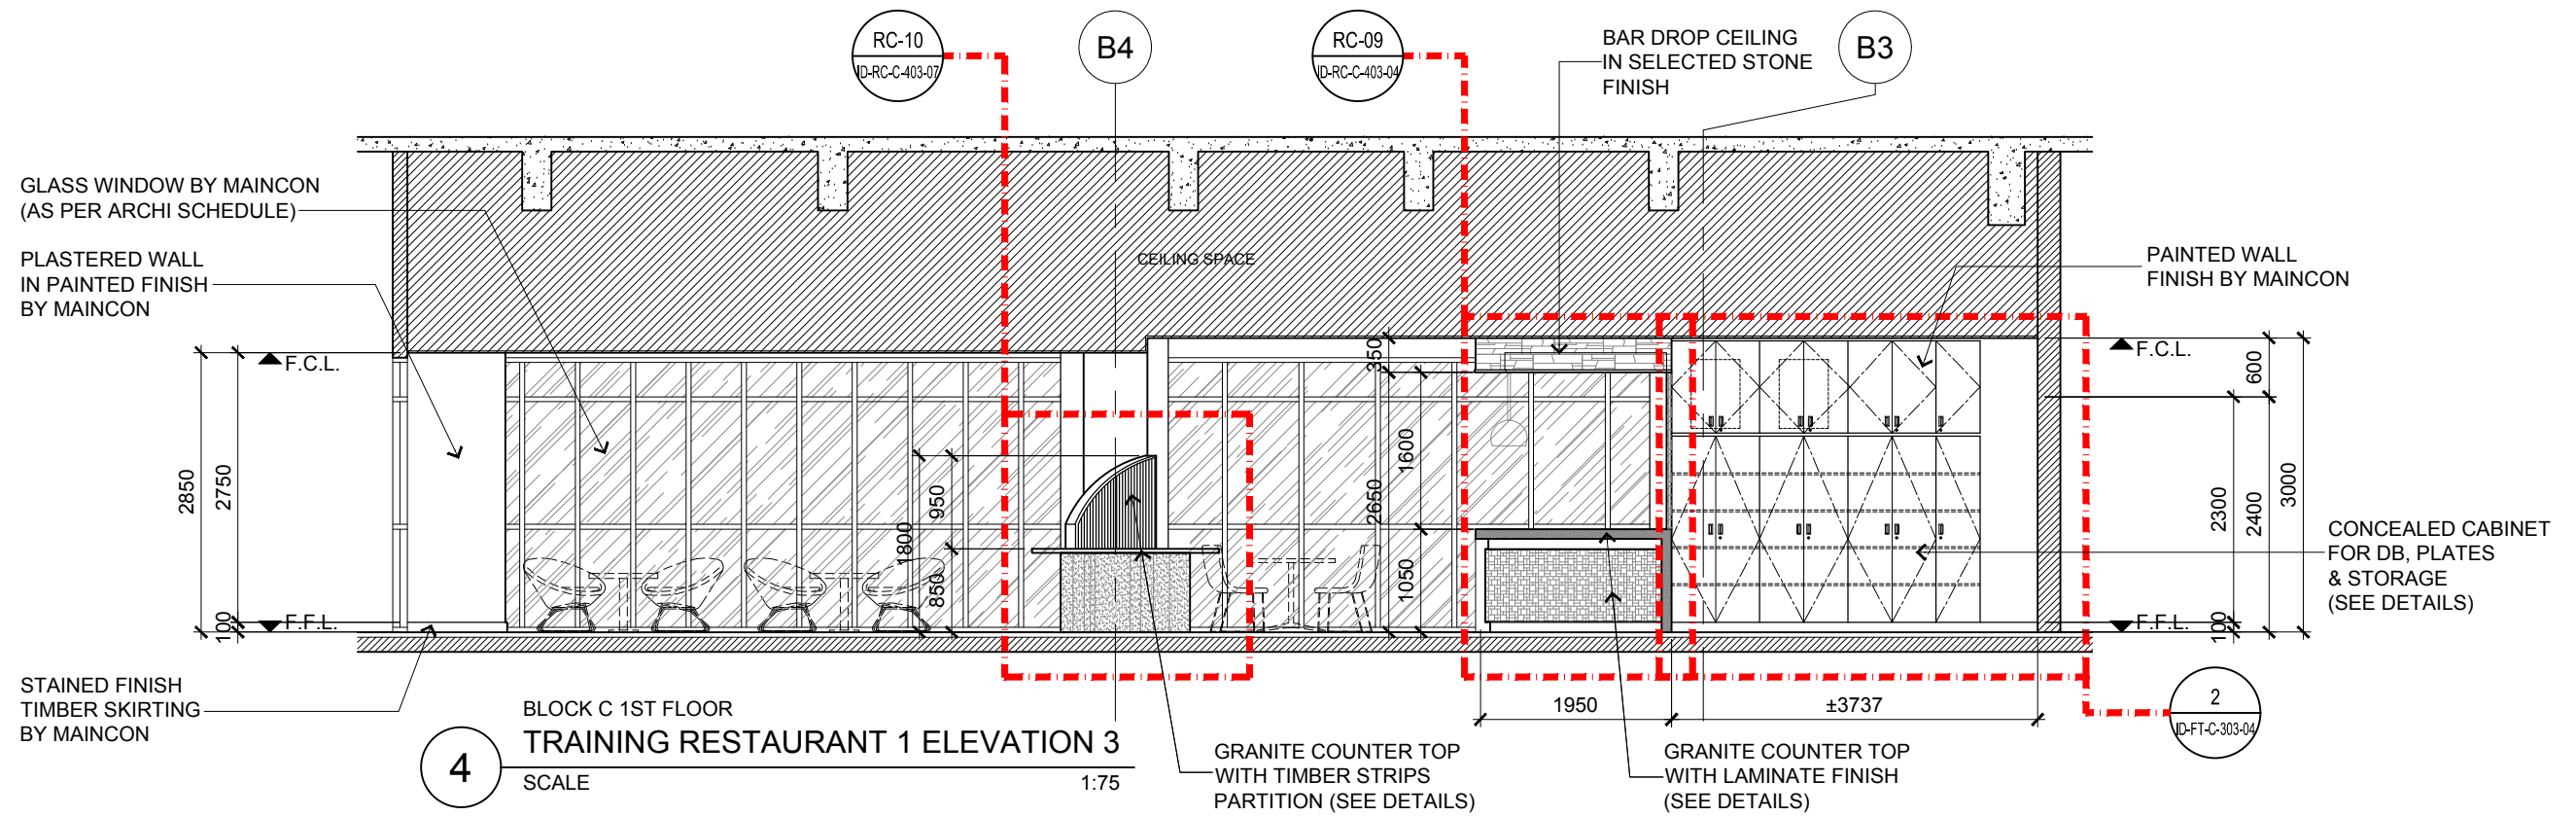 RC-10
ID-RC-C-403-07
B4
RC-09
ID-RC-C-403-04
BAR DROP CEILING
IN SELECTED STONE
FINISH
B3
GLASS WINDOW BY MAINCON
(AS PER ARCHI SCHEDULE)
PLASTERED WALL
IN PAINTED FINISH
BY MAINCON
CEILING SPACE
PAINTED WALL
FINISH BY MAINCON
F.C.L.
F.C.L.
350
600
2850
2750
950
1800
850
1600
2650
1050
2300
2400
3000
CONCEALED CABINET
FOR DB, PLATES
& STORAGE
(SEE DETAILS)
100
F.F.L.
F.F.L.
100
STAINED FINISH
TIMBER SKIRTING
BY MAINCON
1950
±3737
2
ID-FT-C-303-04
4
BLOCK C 1ST FLOOR
TRAINING RESTAURANT 1 ELEVATION 3
SCALE
1:75
GRANITE COUNTER TOP
WITH TIMBER STRIPS
PARTITION (SEE DETAILS)
GRANITE COUNTER TOP
WITH LAMINATE FINISH
(SEE DETAILS)